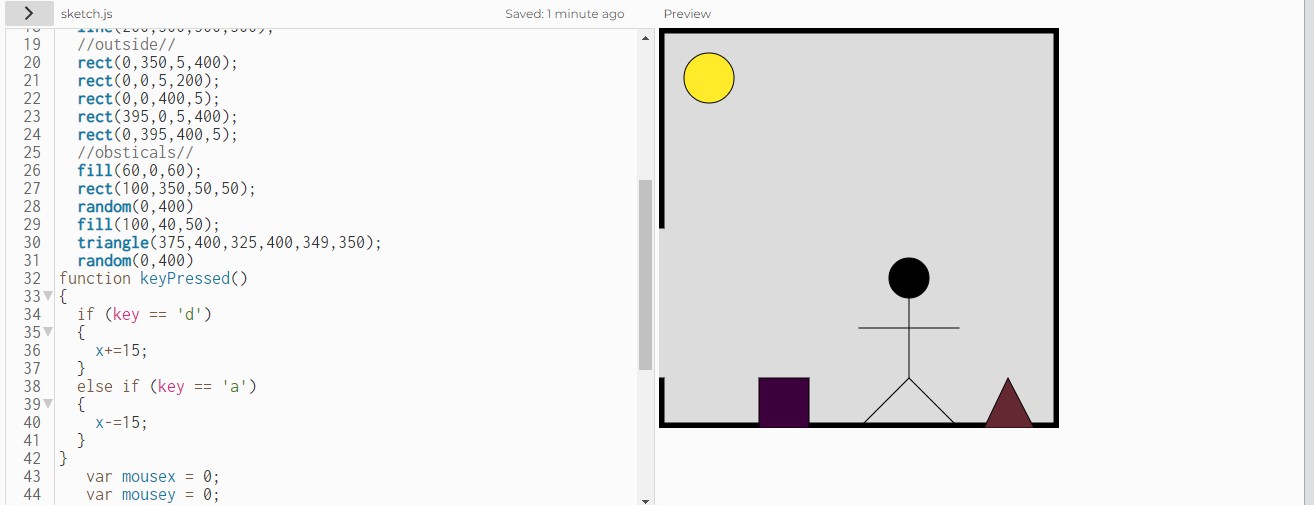 sketch.js
Saved: 1 minute ago
Preview
18 line(200,300,300,300);
19 //outside//
20 rect(0,350,5,400);
21 rect(0,0,5,200);
22 rect(0,0,400,5);
23 rect(395,0,5,400);
24 rect(0,395,400,5);
25 //obsticals//
26 fill(60,0,60);
27 rect(100,350,50,50);
28 random(0,400)
29 fill(100,40,50);
30 triangle(375,400,325,400,349,350);
31 random(0,400)
32 function keyPressed()
33 {
34 if (key == 'd')
35 {
36 x+=15;
37 }
38 else if (key == 'a')
39 {
40 x-=15;
41 }
42 }
43 var mousex = 0;
44 var mousey = 0;